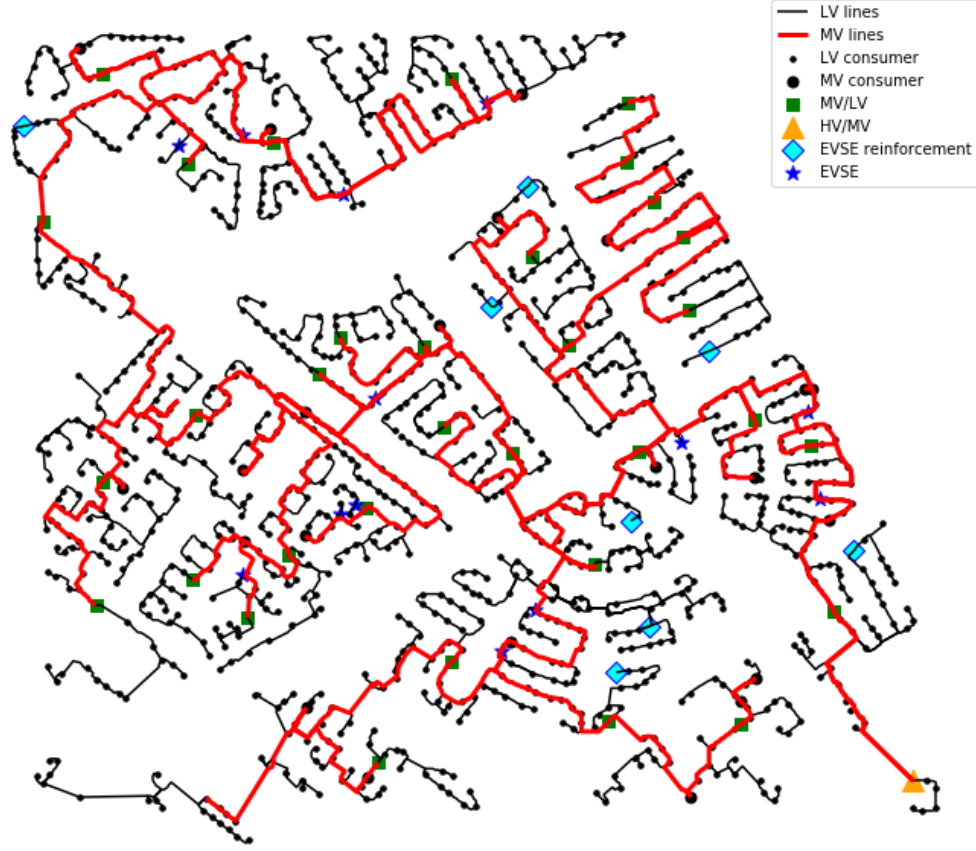 LV lines
MV lines
LV consumer
MV consumer
MV/LV
HV/MV
EVSE reinforcement
EVSE